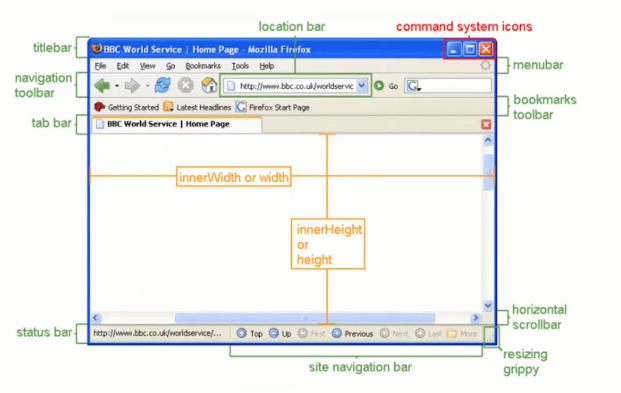 location bar
command system icons
titlebar
BBC World Service | Home Page - Mozilla Firefox
File Edit View Go Bookmarks Tools Help
menubar
navigation
toolbar
http://www.bbc.co.uk/worldservic
Go
G
Getting Started Latest Headlines G Firefox Start Page
bookmarks
toolbar
tab bar
BBC World Service | Home Page
innerWidth or width
innerHeight
or
height
horizontal
scrollbar
status bar
http://www.bbc.co.uk/worldservice/...
Top Up First Previous Next Last More
site navigation bar
resizing
grippy